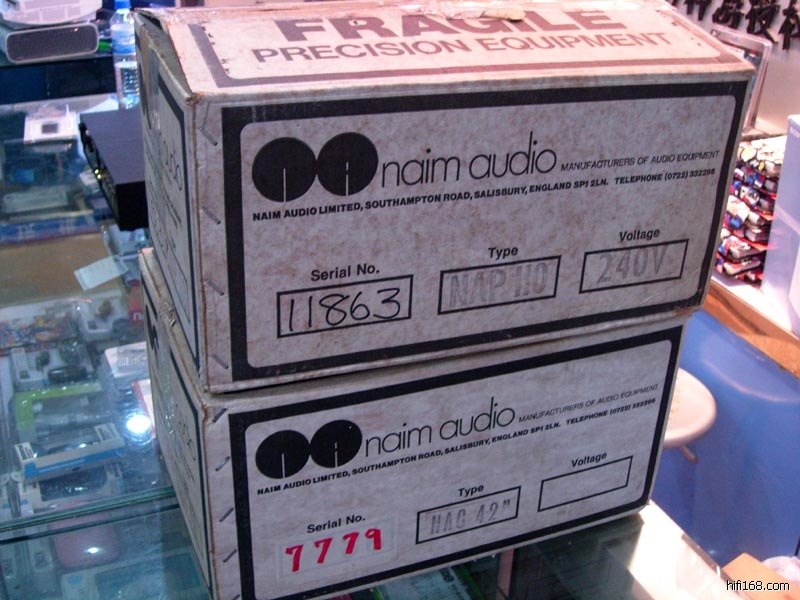 FRAGILE
PRECISION EQUIPMENT
naim audio MANUFACTURERS OF AUDIO EQUIPMENT
NAIM AUDIO LIMITED, SOUTHAMPTON ROAD, SALISBURY, ENGLAND SP1 2LN. TELEPHONE (0722) 332266
Serial No. Type Voltage
11863 NAP 110 240V
naim audio MANUFACTURERS OF AUDIO EQUIPMENT
NAIM AUDIO LIMITED, SOUTHAMPTON ROAD, SALISBURY, ENGLAND SP1 2LN. TELEPHONE (0722) 332266
Serial No. Type Voltage
7779 "NAC 42"
hifi168.com